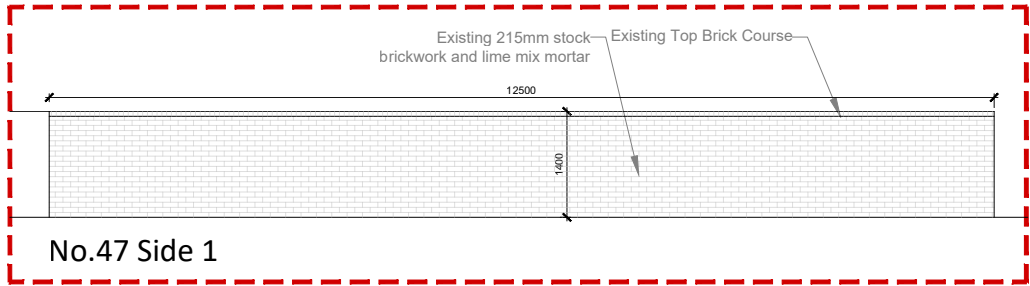 Existing 215mm stock
brickwork and lime mix mortar
Existing Top Brick Course
12500
1400
No.47 Side 1